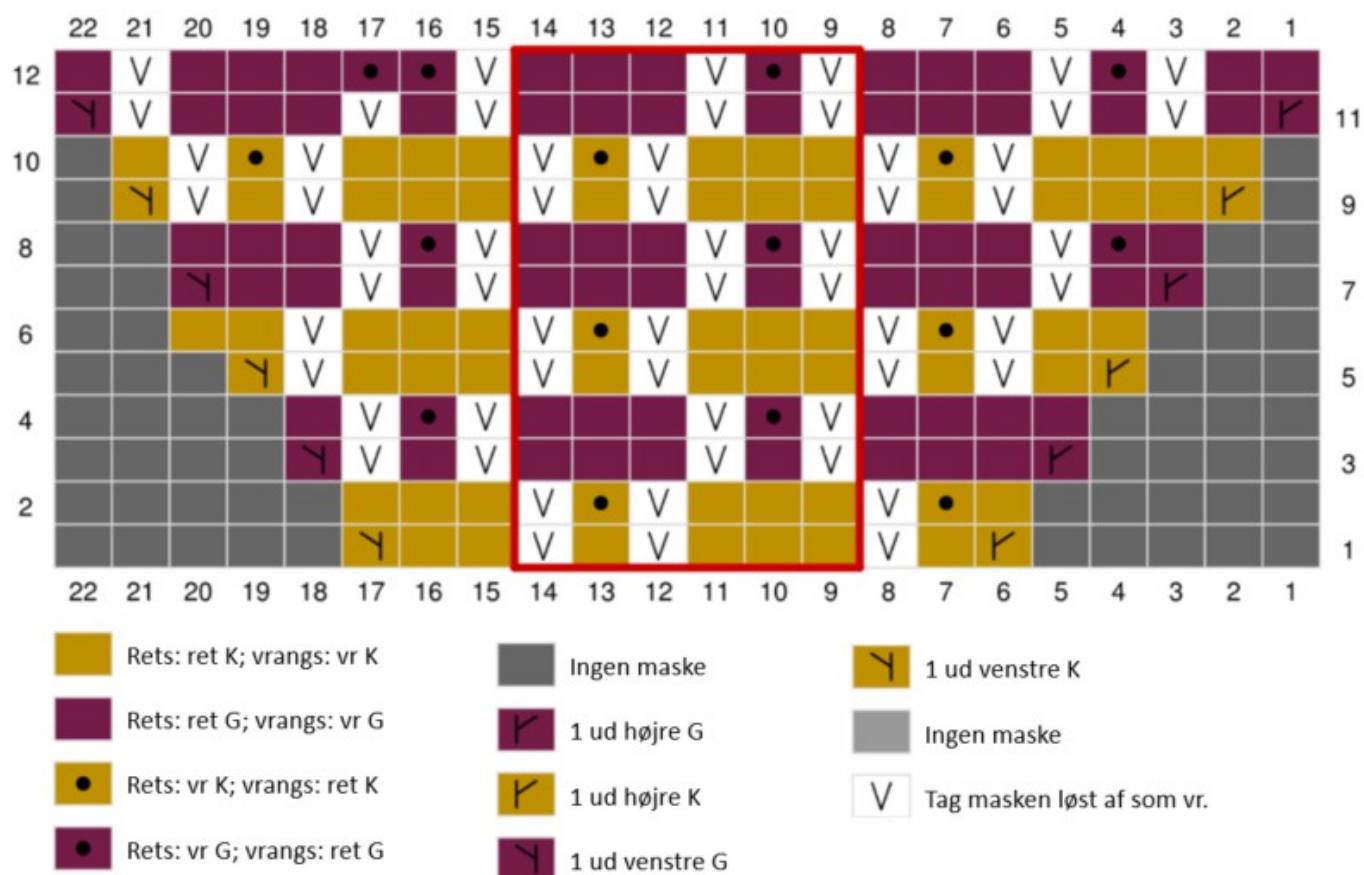 22 21 20 19 18 17 16 15 14 13 12 11 10 9 8 7 6 5 4 3 2 1
12 V V V V V V
V V V V V V 11
10 V V V V V V
V V V V V V 9
8 V V V V V
V V V V V 7
6 V V V V V
V V V V V 5
4 V V V V
V V V V 3
2 V V V
V V V 1
22 21 20 19 18 17 16 15 14 13 12 11 10 9 8 7 6 5 4 3 2 1
Rets: ret K; vrangs: vr K
Rets: ret G; vrangs: vr G
Rets: vr K; vrangs: ret K
Rets: vr G; vrangs: ret G
Ingen maske
1 ud højre G
1 ud højre K
1 ud venstre G
1 ud venstre K
Ingen maske
V Tag masken løst af som vr.